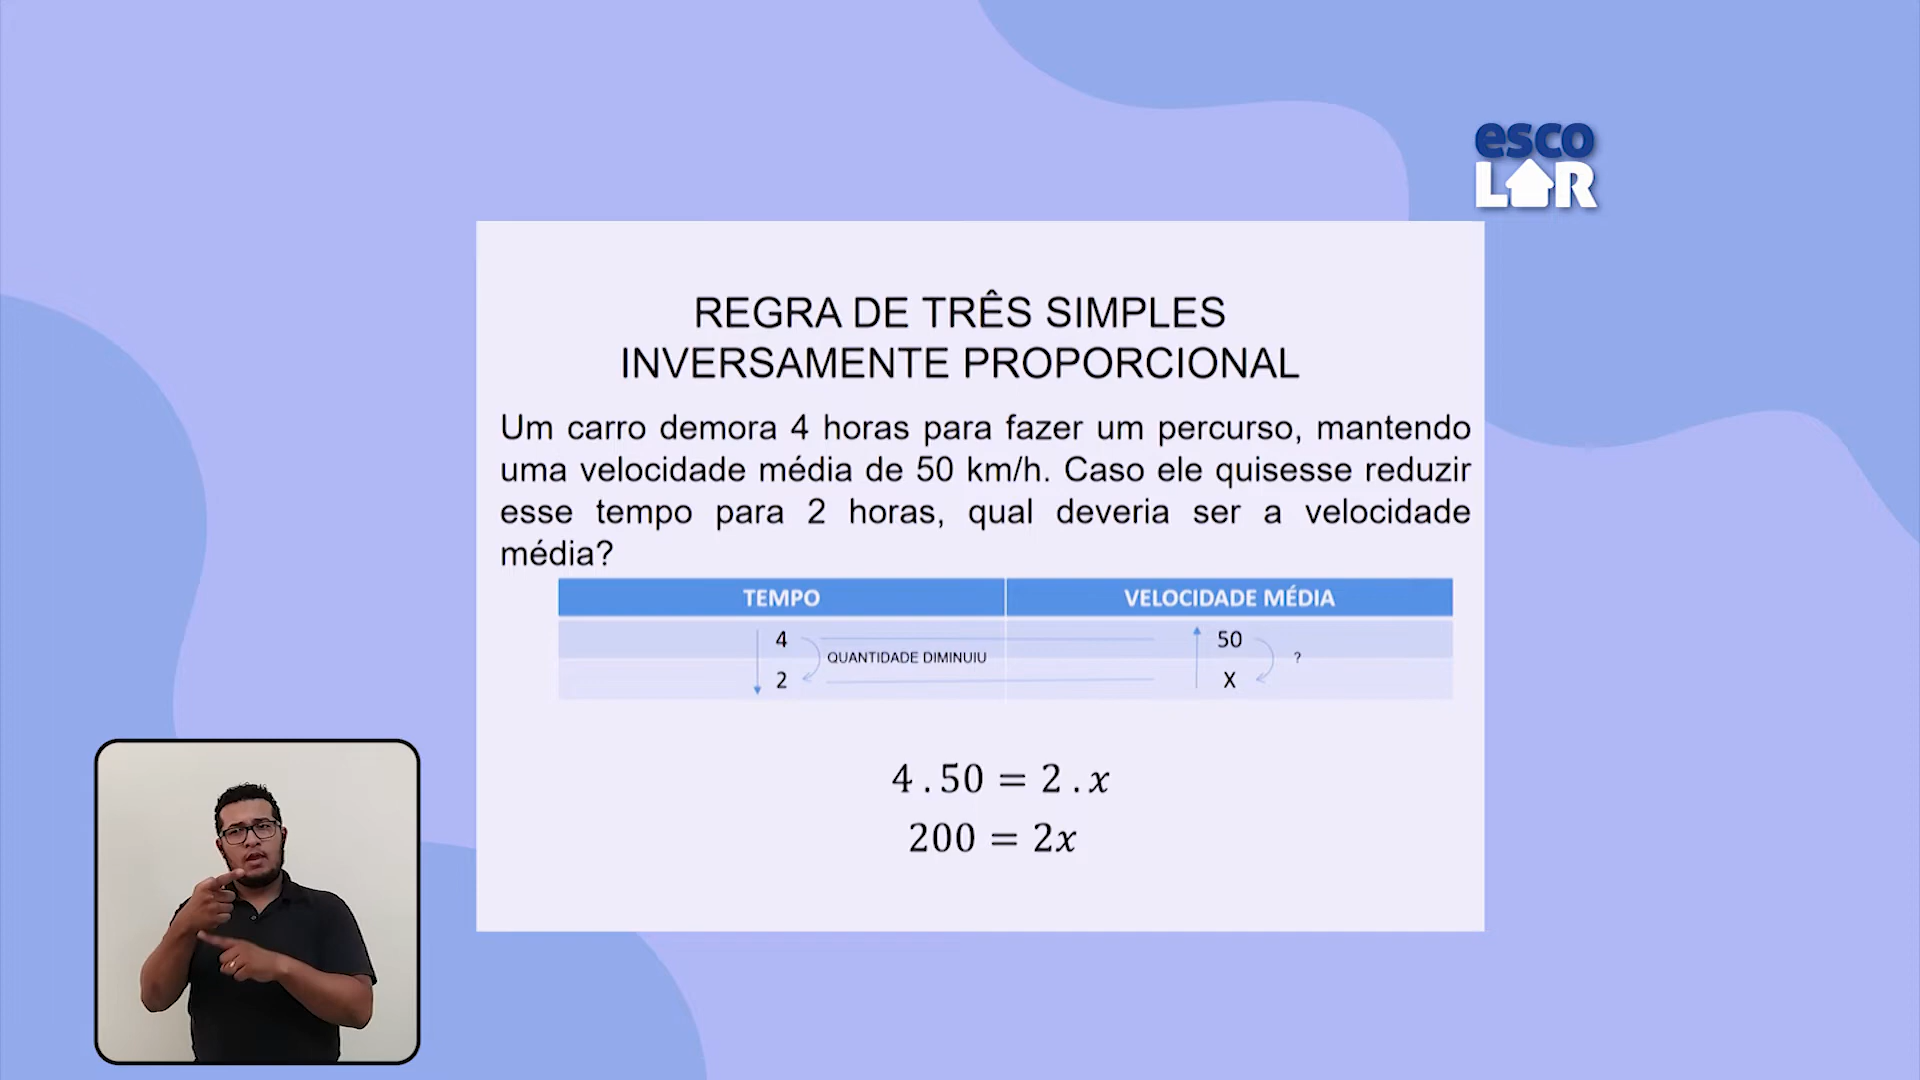 esco
LAR
REGRA DE TRÊS SIMPLES
INVERSAMENTE PROPORCIONAL
Um carro demora 4 horas para fazer um percurso, mantendo
uma velocidade média de 50 km/h. Caso ele quisesse reduzir
esse tempo para 2 horas, qual deveria ser a velocidade
média?
TEMPO VELOCIDADE MÉDIA
4 50
QUANTIDADE DIMINUIU ?
2 X
4 . 50 = 2 . x
200 = 2x